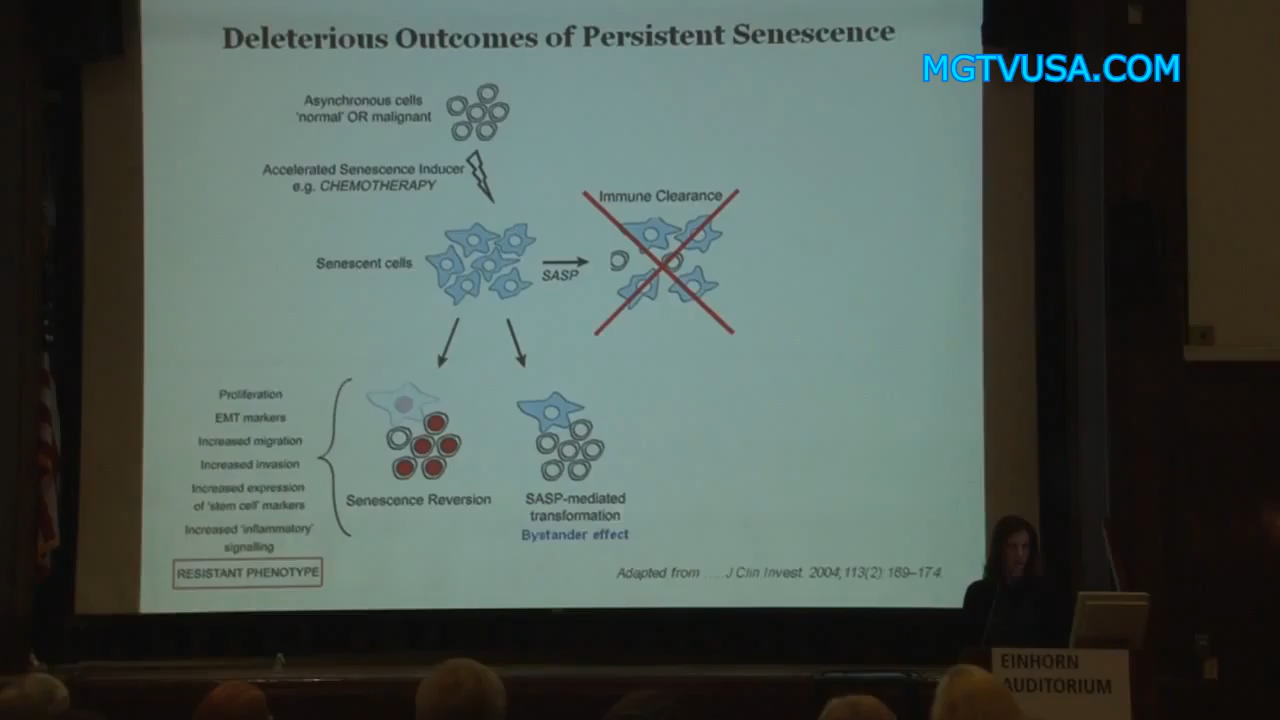 Deleterious Outcomes of Persistent Senescence
MGTVUSA.COM
Asynchronous cells
'normal' OR malignant
Accelerated Senescence Inducer
e.g. CHEMOTHERAPY
Immune Clearance
Senescent cells
SASP
Proliferation
EMT markers
Increased migration
Increased invasion
Increased expression
of 'stem cell' markers
Increased 'inflammatory'
signalling
RESISTANT PHENOTYPE
Senescence Reversion
SASP-mediated
transformation
Bystander effect
Adapted from ..... J Clin Invest. 2004;113(2):169–174.
EINHORN
AUDITORIUM